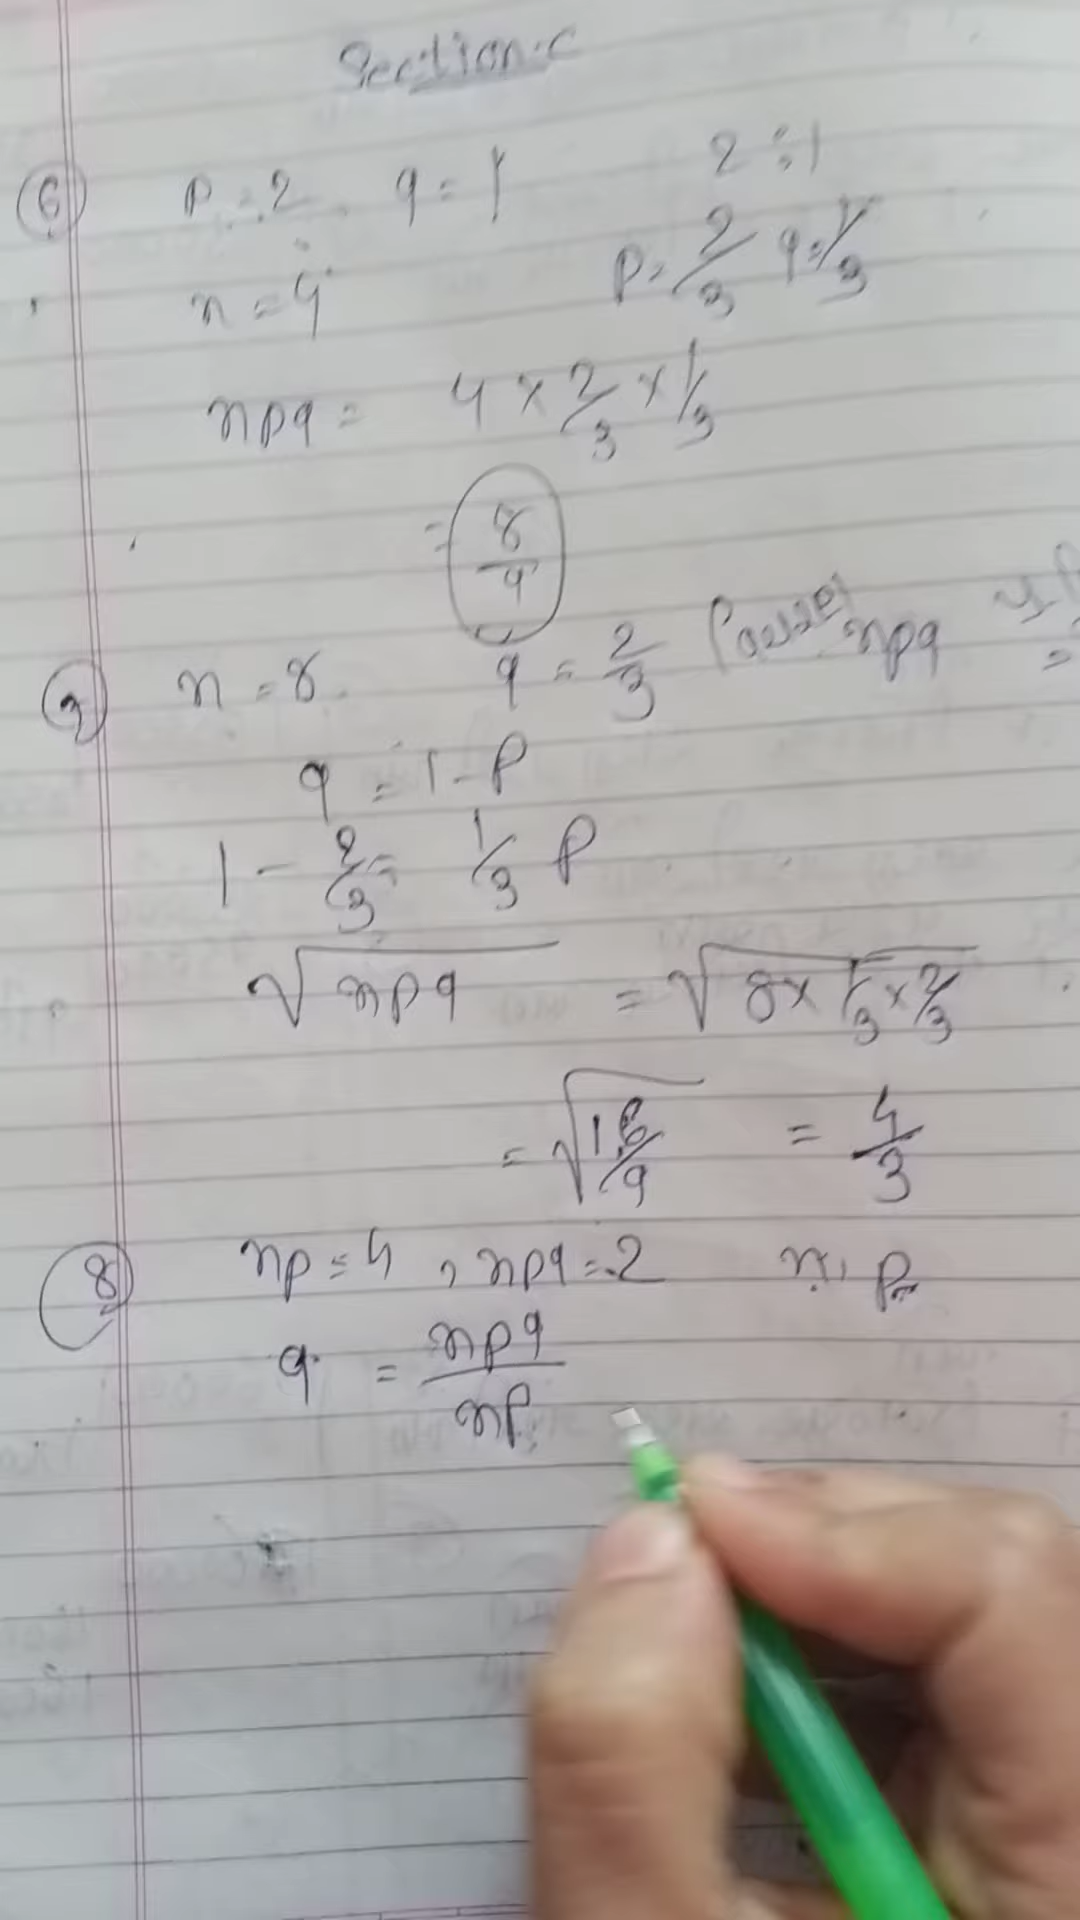 Section-C
6 P = 2, q = 1 2 : 1
n = 4 P = 2/3 q = 1/3
npq = 4 × 2/3 × 1/3
= 8/9
n = 8 q = 2/3 npq
q = 1 - P
1 - 2/3 = 1/3 P
√npq = √8 × 1/3 × 2/3
= √16/9 = 4/3
8 np = 4, npq = 2 n, P
q = npq/np